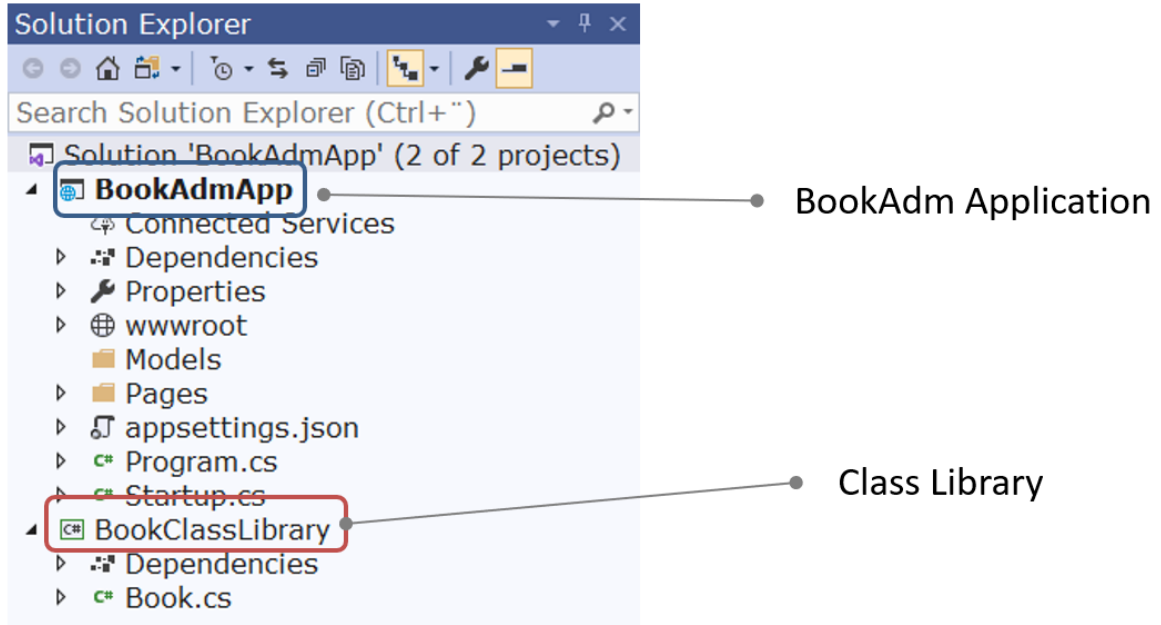 Solution Explorer
Search Solution Explorer (Ctrl+¨)
Solution 'BookAdmApp' (2 of 2 projects)
BookAdmApp
BookAdm Application
Connected Services
Dependencies
Properties
wwwroot
Models
Pages
appsettings.json
C# Program.cs
C# Startup.cs
Class Library
C# BookClassLibrary
Dependencies
C# Book.cs